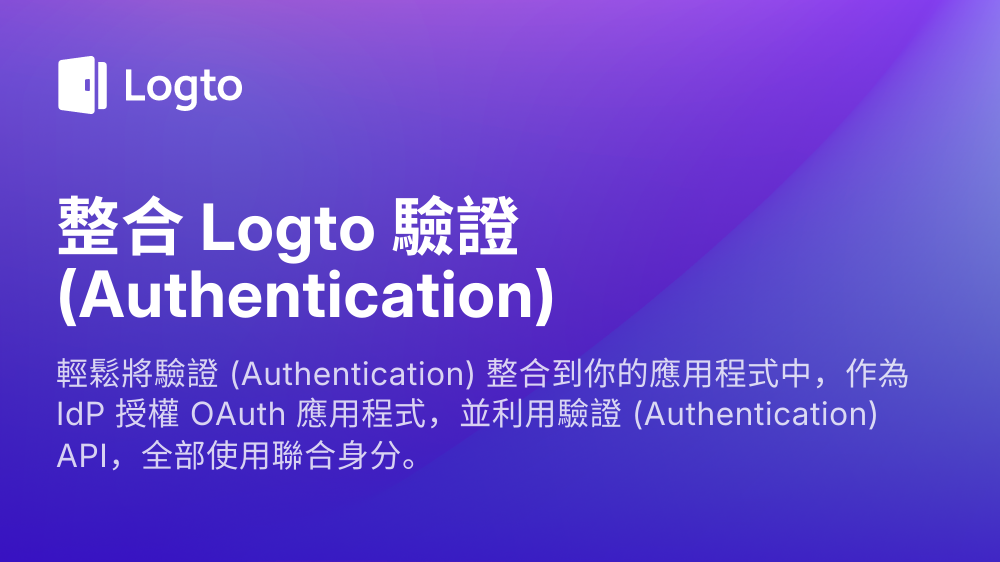 Logto
整合 Logto 驗證
(Authentication)
輕鬆將驗證 (Authentication) 整合到你的應用程式中，作為
IdP 授權 OAuth 應用程式，並利用驗證 (Authentication)
API，全部使用聯合身分。